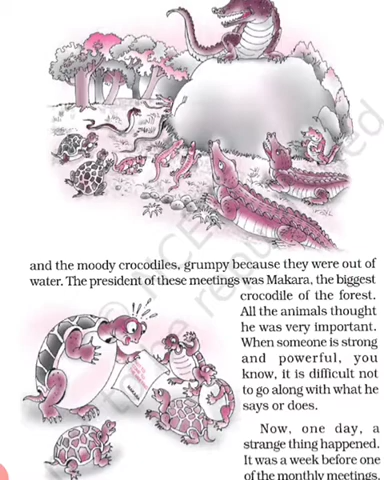 and the moody crocodiles, grumpy because they were out of
water. The president of these meetings was Makara, the biggest
crocodile of the forest.
All the animals thought
he was very important.
When someone is strong
and powerful, you
know, it is difficult not
to go along with what he
says or does.
Now, one day, a
strange thing happened.
It was a week before one
of the monthly meetings.